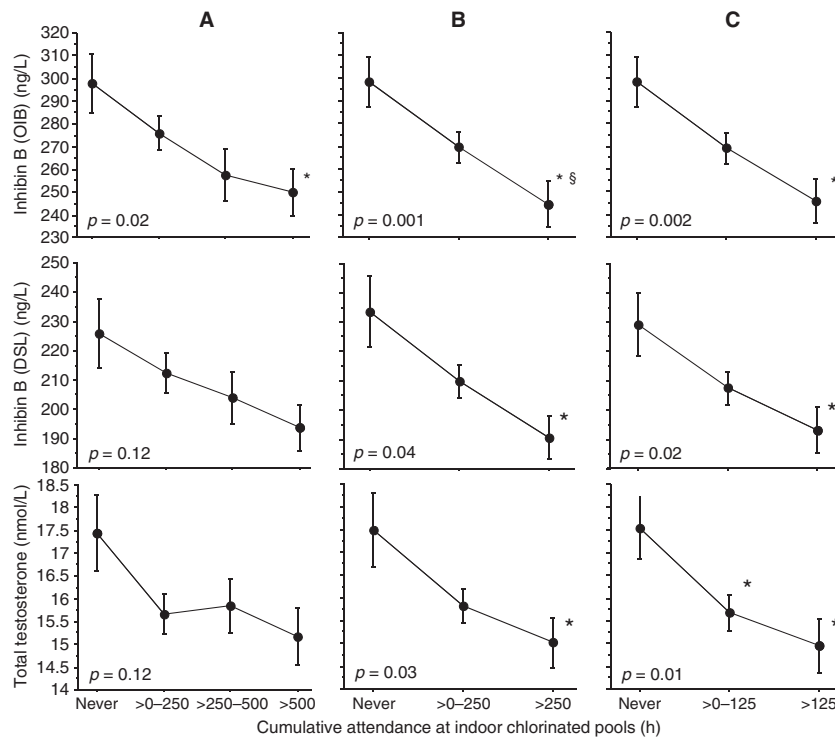 A B C
Inhibin B (OIB) (ng/L)
320
310
300
290
280
270
260
250
240
230
*
p = 0.02
* §
p = 0.001
*
p = 0.002
Inhibin B (DSL) (ng/L)
250
240
230
220
210
200
190
180
p = 0.12
*
p = 0.04
*
p = 0.02
Total testosterone (nmol/L)
18.5
18
17.5
17
16.5
16
15.5
15
14.5
14
p = 0.12
*
p = 0.03
*
*
p = 0.01
Never >0–250 >250–500 >500 Never >0–250 >250 Never >0–125 >125
Cumulative attendance at indoor chlorinated pools (h)